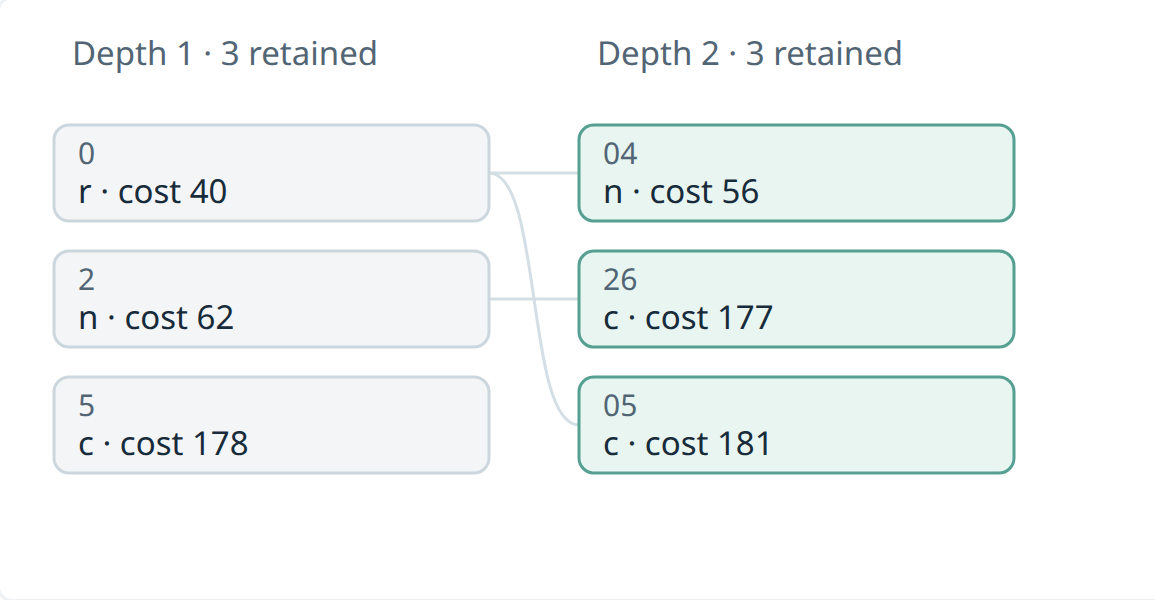 Depth 1 · 3 retained
0
r · cost 40
2
n · cost 62
5
c · cost 178
Depth 2 · 3 retained
04
n · cost 56
26
c · cost 177
05
c · cost 181